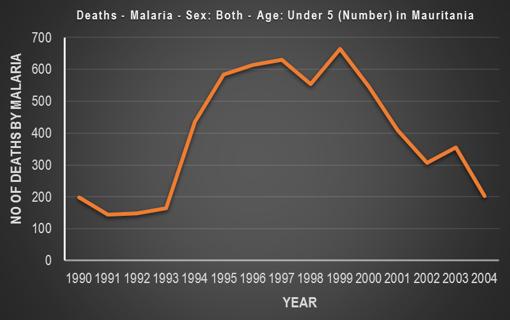 Deaths - Malaria - Sex: Both - Age: Under 5 (Number) in Mauritania
NO OF DEATHS BY MALARIA
700
600
500
400
300
200
100
0
1990 1991 1992 1993 1994 1995 1996 1997 1998 1999 2000 2001 2002 2003 2004
YEAR